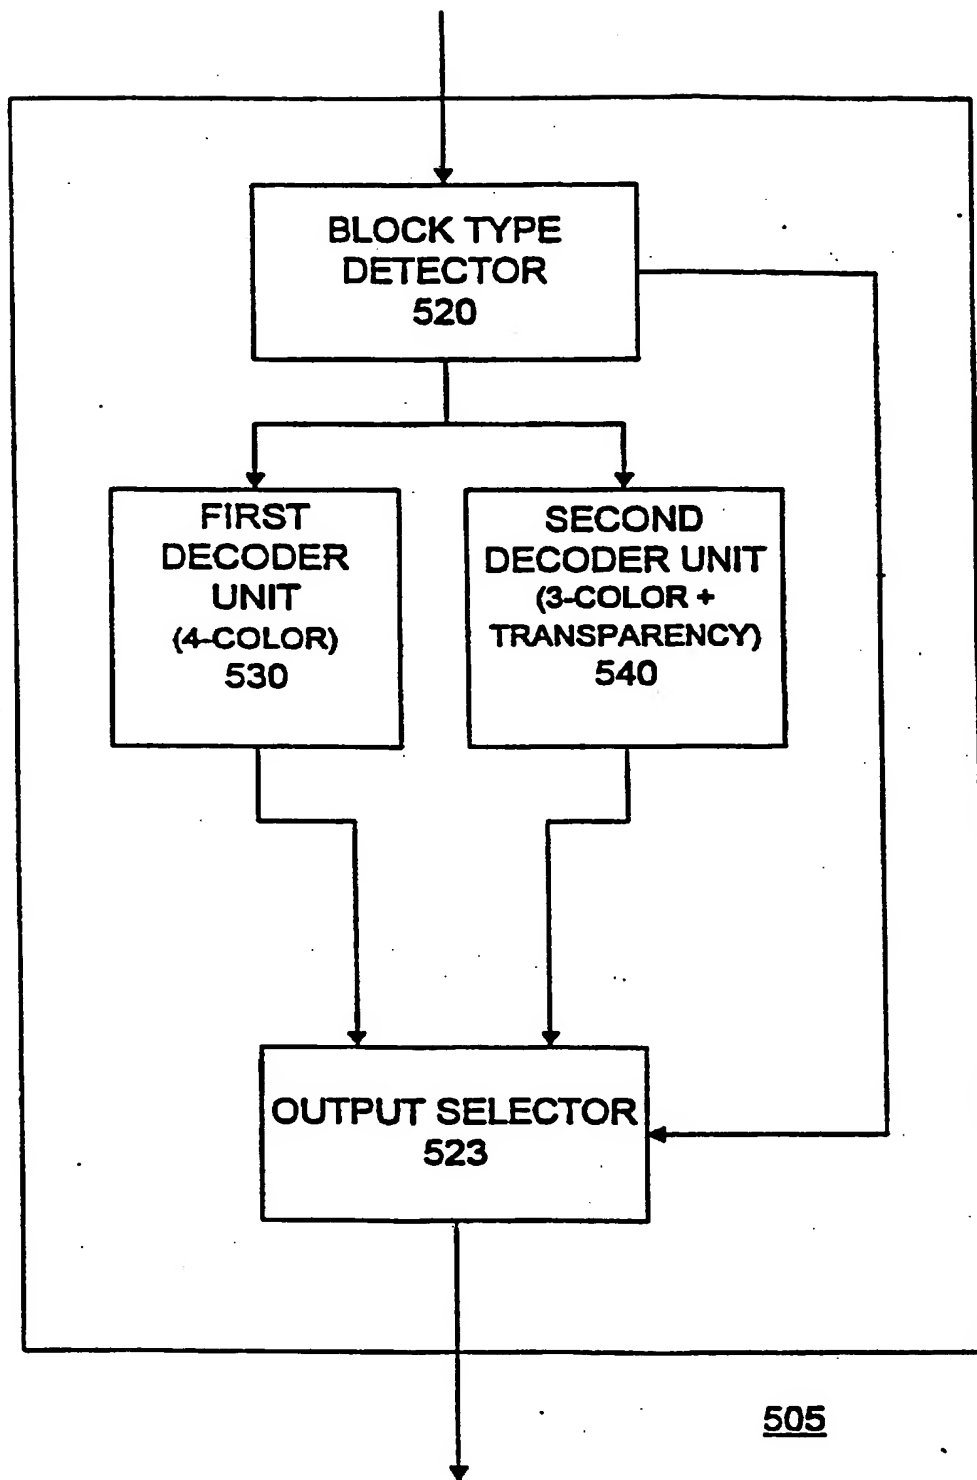 BLOCK TYPE
DETECTOR
520
FIRST
DECODER
UNIT
(4-COLOR)
530
SECOND
DECODER UNIT
(3-COLOR +
TRANSPARENCY)
540
OUTPUT SELECTOR
523
505